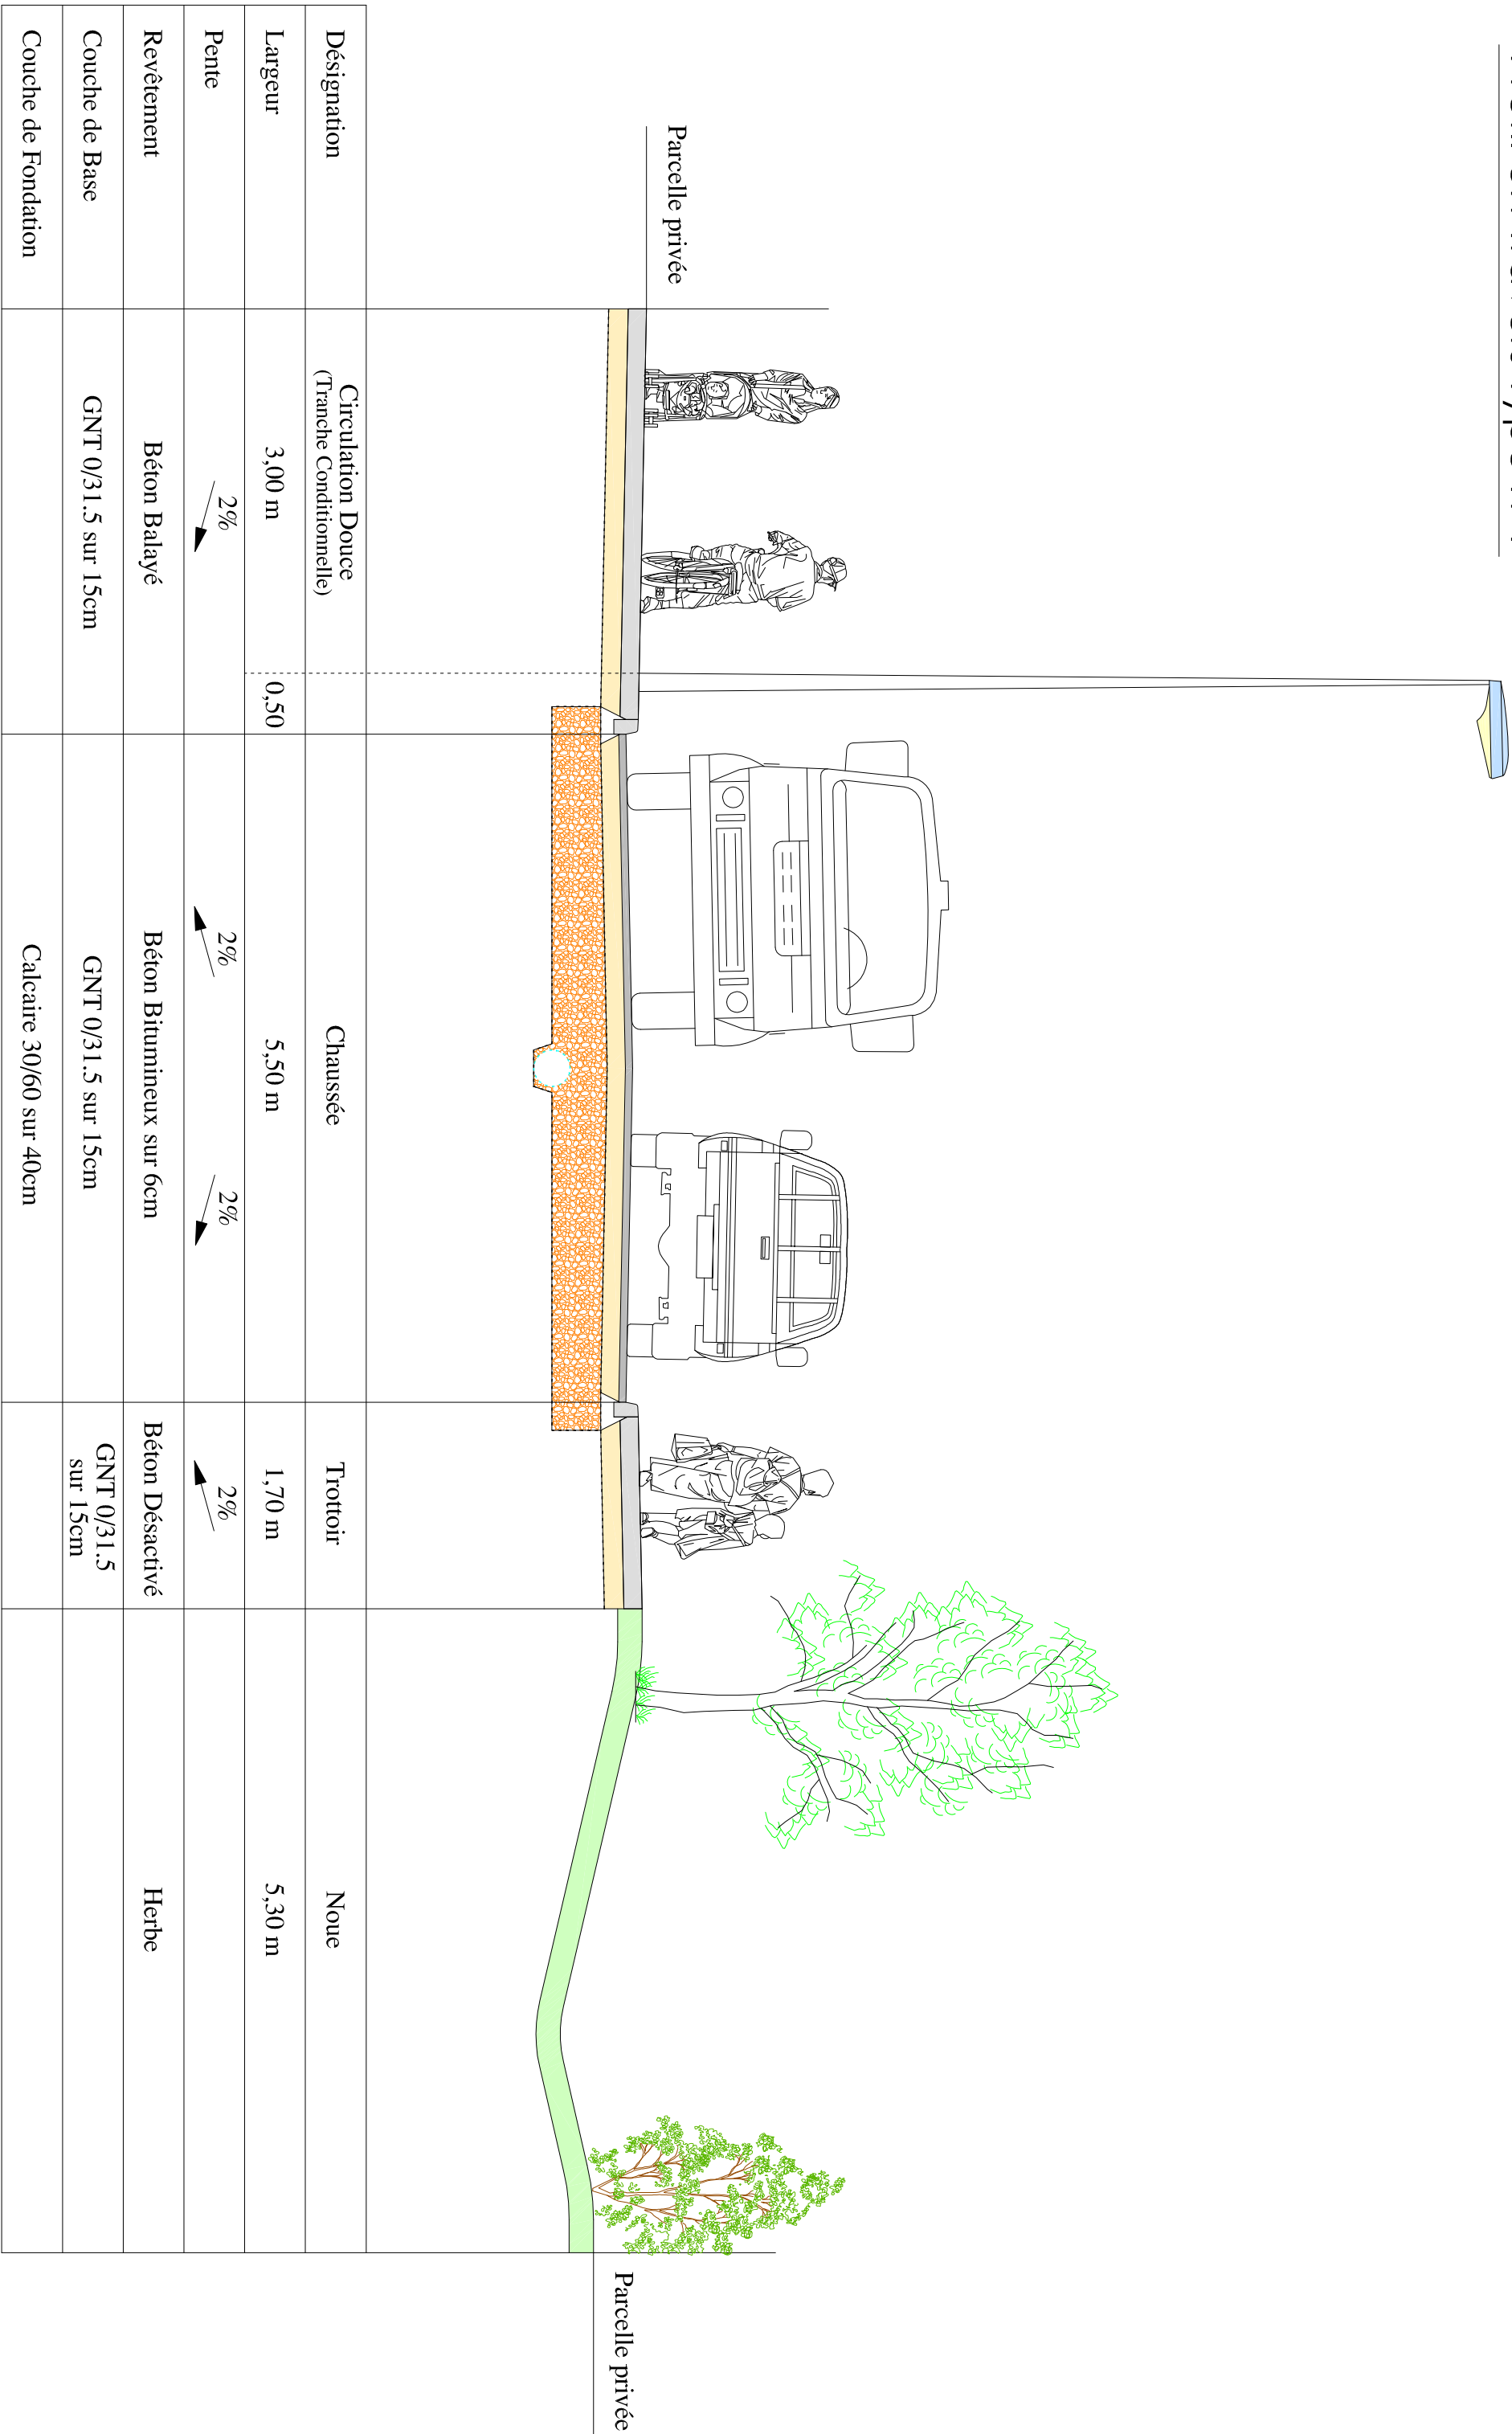 Parcelle privée
Parcelle privée
Désignation
Circulation Douce
(Tranche Conditionnelle)
Chaussée
Trottoir
Noue
Largeur
3,00 m
0,50
5,50 m
1,70 m
5,30 m
Pente
2%
2%
2%
2%
Revêtement
Béton Balayé
Béton Bitumineux sur 6cm
Béton Désactivé
Herbe
Couche de Base
GNT 0/31.5 sur 15cm
GNT 0/31.5 sur 15cm
GNT 0/31.5
sur 15cm
Couche de Fondation
Calcaire 30/60 sur 40cm